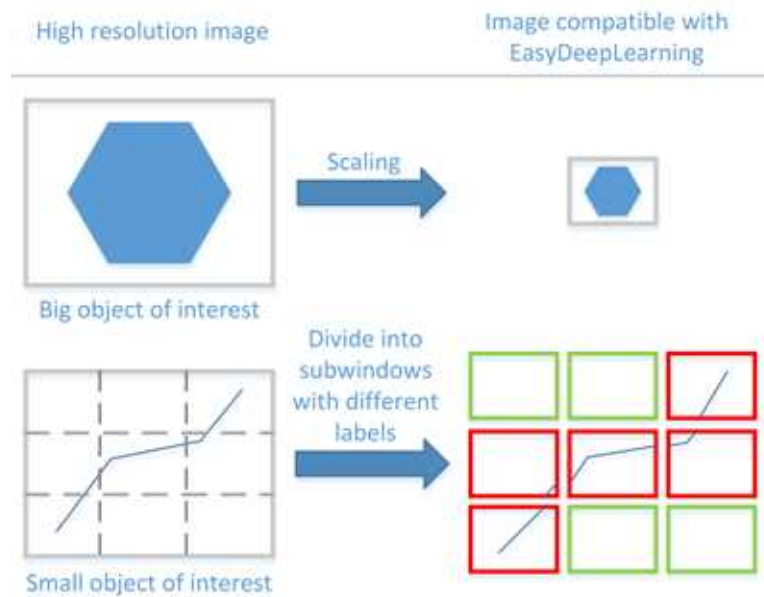 High resolution image
Image compatible with
EasyDeepLearning
Scaling
Big object of interest
Divide into
subwindows
with different
labels
Small object of interest